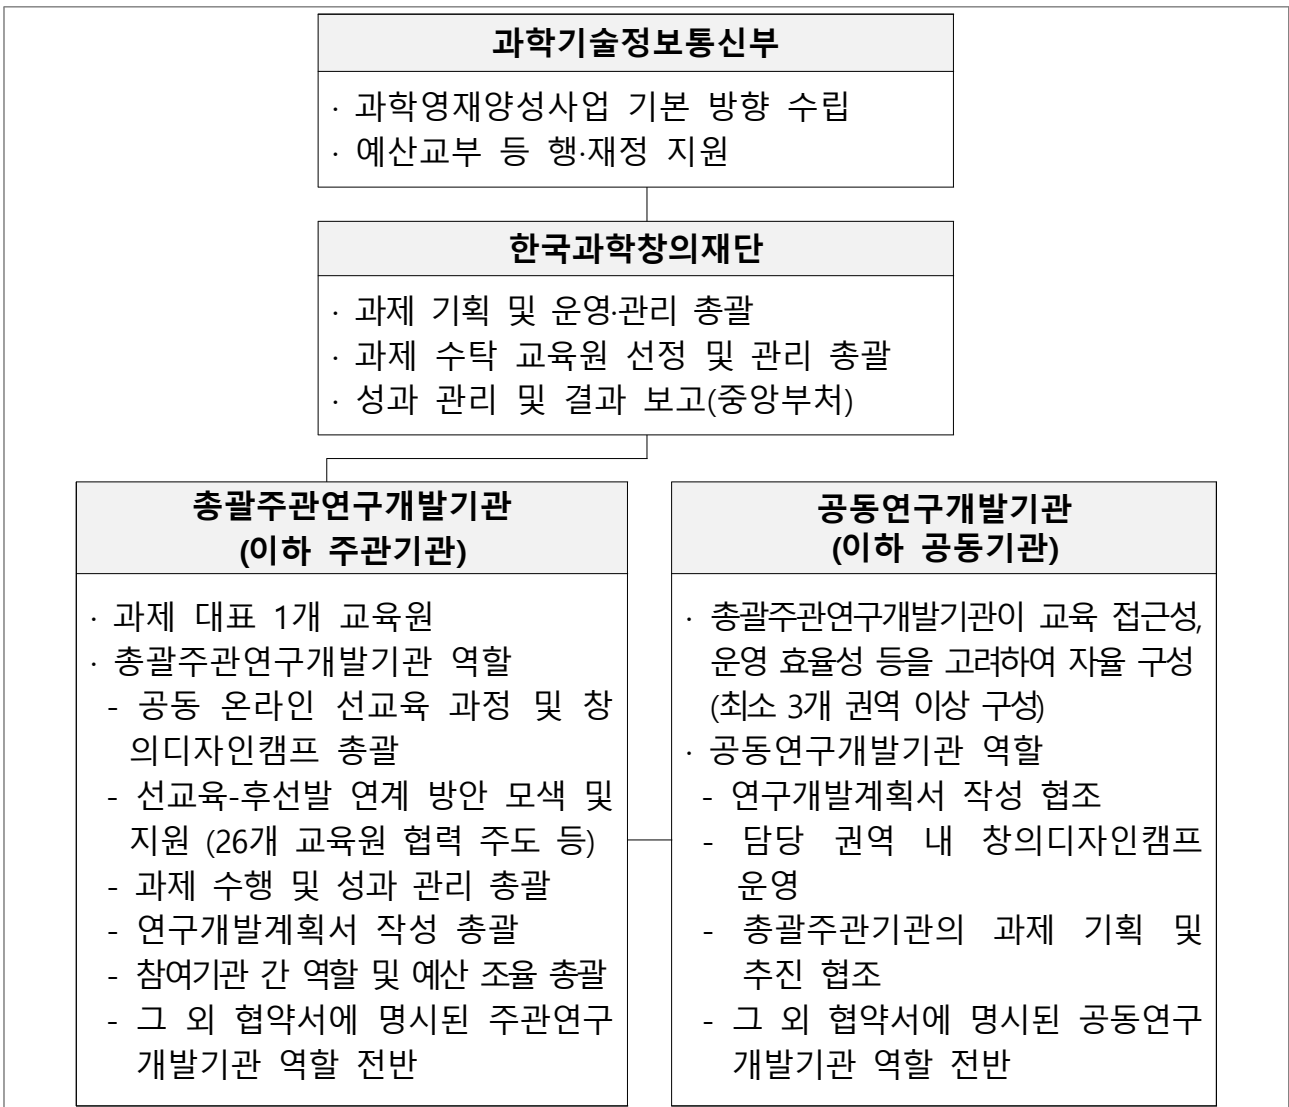 과학기술정보통신부
· 과학영재양성사업 기본 방향 수립
· 예산교부 등 행·재정 지원
한국과학창의재단
· 과제 기획 및 운영·관리 총괄
· 과제 수탁 교육원 선정 및 관리 총괄
· 성과 관리 및 결과 보고(중앙부처)
총괄주관연구개발기관
(이하 주관기관)
· 과제 대표 1개 교육원
· 총괄주관연구개발기관 역할
- 공동 온라인 선교육 과정 및 창
의디자인캠프 총괄
- 선교육-후선발 연계 방안 모색 및
지원 (26개 교육원 협력 주도 등)
- 과제 수행 및 성과 관리 총괄
- 연구개발계획서 작성 총괄
- 참여기관 간 역할 및 예산 조율 총괄
- 그 외 협약서에 명시된 주관연구
개발기관 역할 전반
공동연구개발기관
(이하 공동기관)
· 총괄주관연구개발기관이 교육 접근성,
운영 효율성 등을 고려하여 자율 구성
(최소 3개 권역 이상 구성)
· 공동연구개발기관 역할
- 연구개발계획서 작성 협조
- 담당 권역 내 창의디자인캠프
운영
- 총괄주관기관의 과제 기획 및
추진 협조
- 그 외 협약서에 명시된 공동연구
개발기관 역할 전반